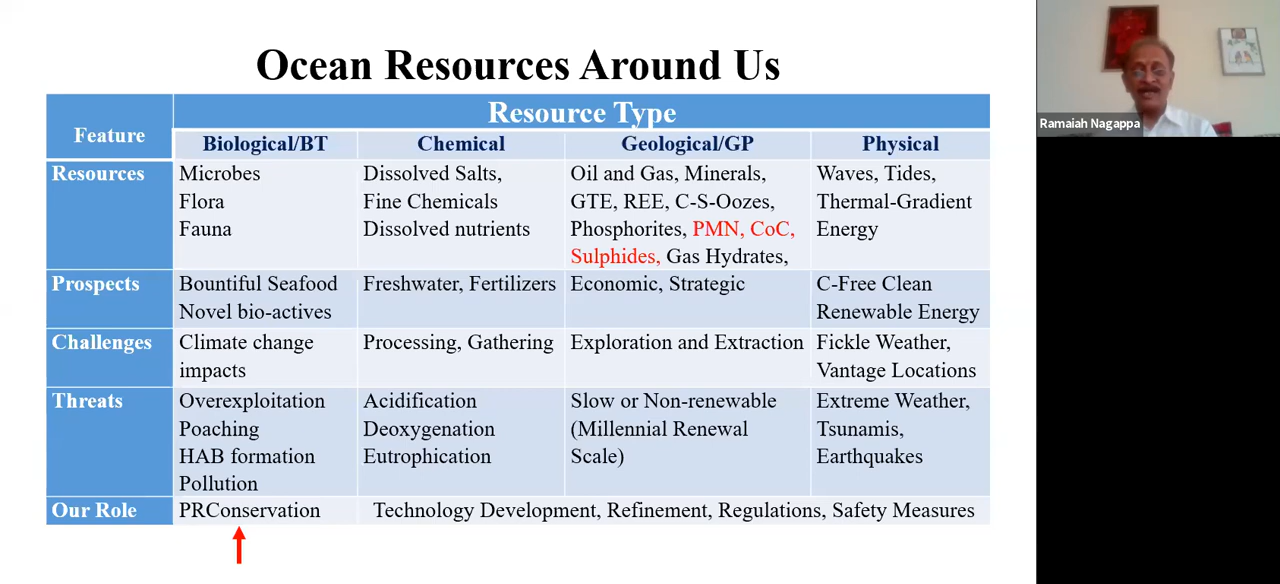 Ocean Resources Around Us
Feature
Resource Type
Biological/BT
Chemical
Geological/GP
Physical
Resources
Microbes
Flora
Fauna
Dissolved Salts,
Fine Chemicals
Dissolved nutrients
Oil and Gas, Minerals,
GTE, REE, C-S-Oozes,
Phosphorites, PMN, CoC,
Sulphides, Gas Hydrates,
Waves, Tides,
Thermal-Gradient
Energy
Prospects
Bountiful Seafood
Novel bio-actives
Freshwater, Fertilizers
Economic, Strategic
C-Free Clean
Renewable Energy
Challenges
Climate change
impacts
Processing, Gathering
Exploration and Extraction
Fickle Weather,
Vantage Locations
Threats
Overexploitation
Poaching
HAB formation
Pollution
Acidification
Deoxygenation
Eutrophication
Slow or Non-renewable
(Millennial Renewal
Scale)
Extreme Weather,
Tsunamis,
Earthquakes
Our Role
PRConservation
Technology Development, Refinement, Regulations, Safety Measures
Ramaiah Nagappa